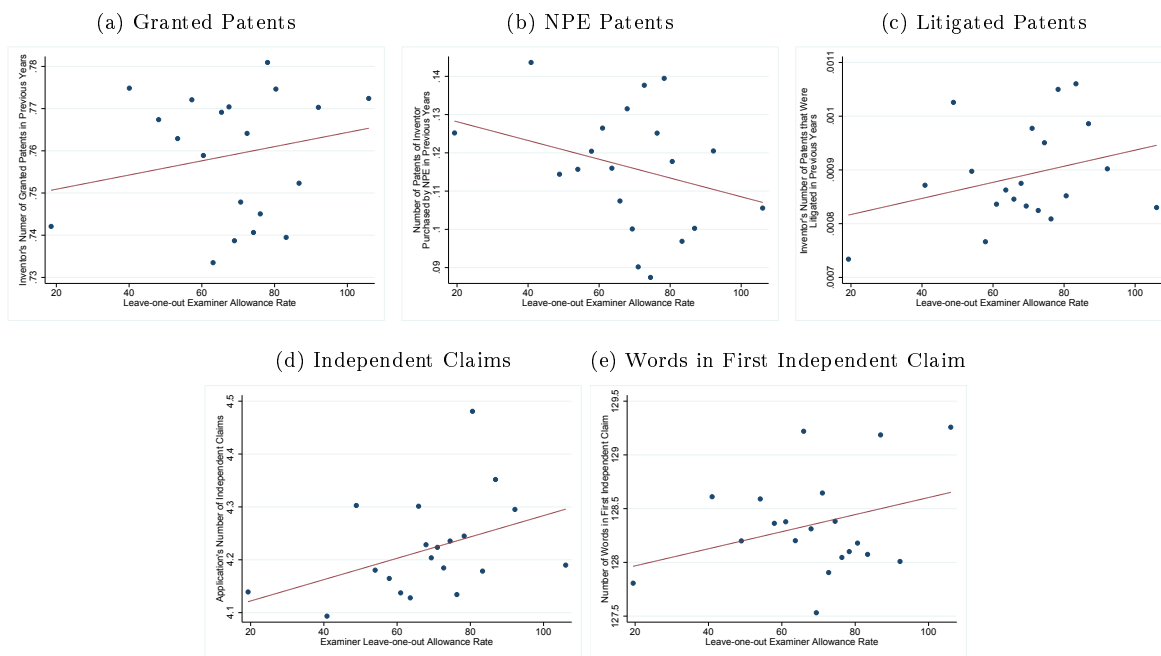 (a) Granted Patents
(b) NPE Patents
(c) Litigated Patents
Inventor's Numer of Granted Patents in Previous Years
.73 .74 .75 .76 .77 .78
20 40 60 80 100
Leave-one-out Examiner Allowance Rate
Number of Patents of Inventor
Purchased by NPE in Previous Years
.09 .1 .11 .12 .13 .14
20 40 60 80 100
Leave-one-out Examiner Allowance Rate
Inventor's Number of Patents that Were
Litigated in Previous Years
.0007 .0008 .0009 .001 .0011
20 40 60 80 100
Leave-one-out Examiner Allowance Rate
(d) Independent Claims
(e) Words in First Independent Claim
Application's Number of Independent Claims
4.1 4.2 4.3 4.4 4.5
20 40 60 80 100
Examiner Leave-one-out Allowance Rate
Number of Words in First Independent Claim
127.5 128 128.5 129 129.5
20 40 60 80 100
Leave-one-out Examiner Allowance Rate